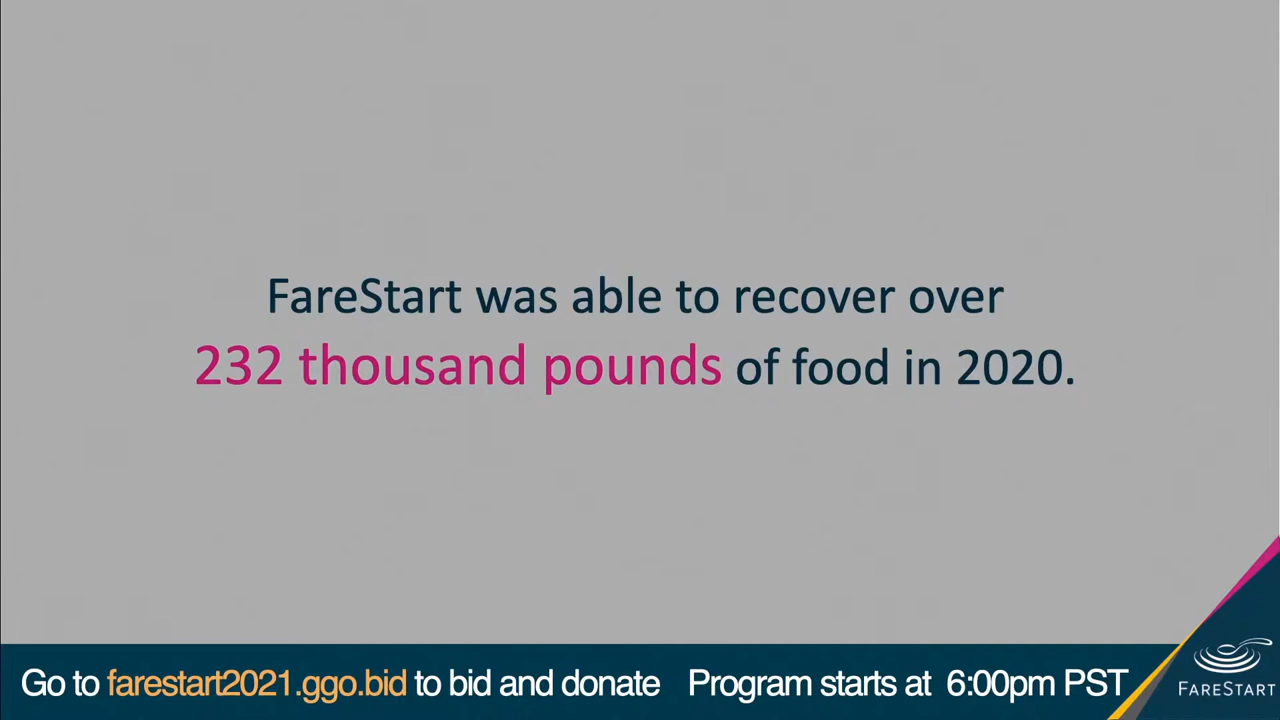 FareStart was able to recover over
232 thousand pounds of food in 2020.
Go to farestart2021.ggo.bid to bid and donate Program starts at 6:00pm PST
FARESTART